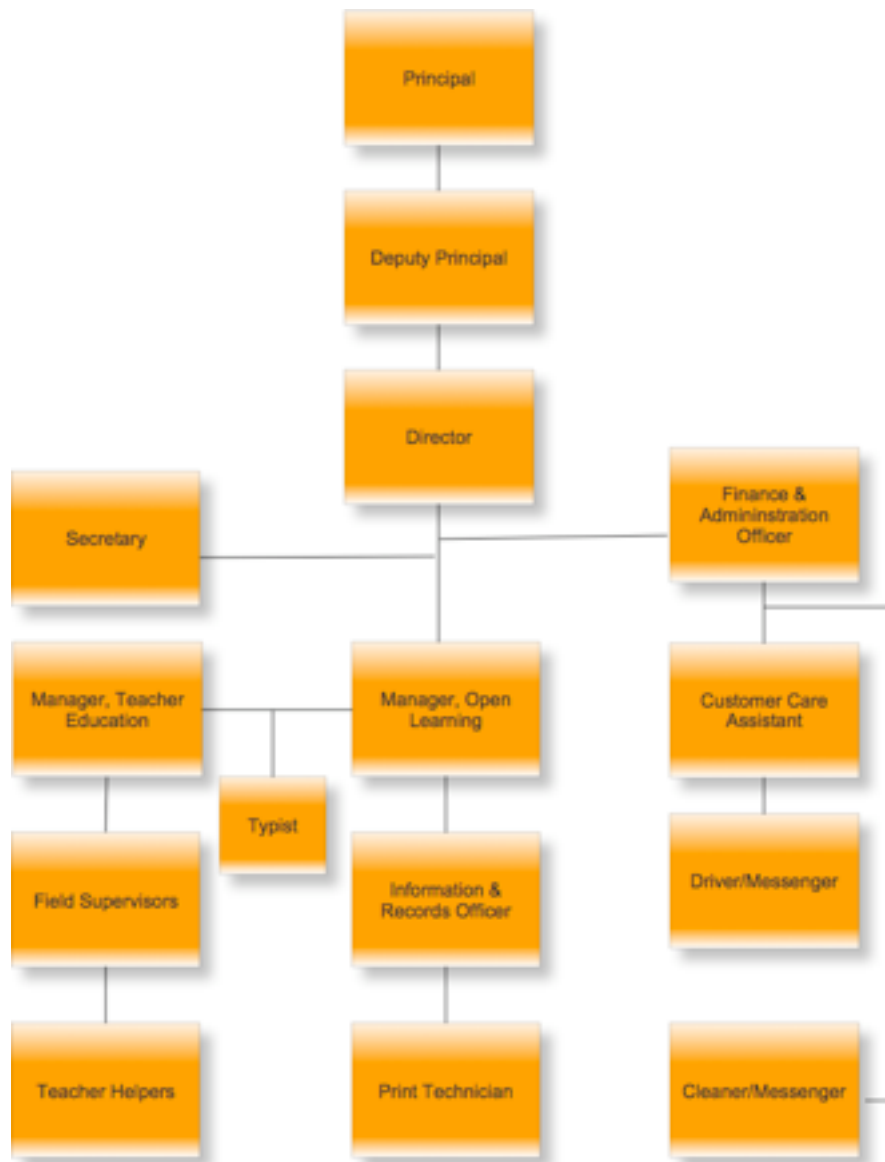 Principal
Deputy Principal
Director
Secretary
Finance &
Admininstration
Officer
Manager, Teacher
Education
Manager, Open
Learning
Customer Care
Assistant
Typist
Field Supervisors
Information &
Records Officer
Driver/Messenger
Teacher Helpers
Print Technician
Cleaner/Messenger